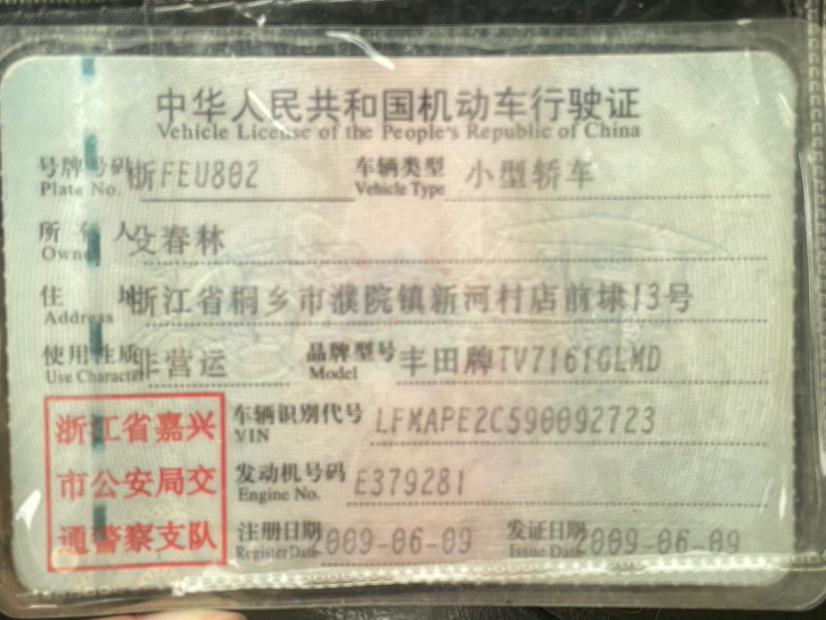 中华人民共和国机动车行驶证
Vehicle License of the People's Republic of China
号牌号码 浙FEU802 车辆类型 小型轿车
Plate No. Vehicle Type
所有人 沈春林
Owner
住 址 浙江省桐乡市濮院镇新河村店前埭13号
Address
使用性质 非营运 品牌型号 丰田牌TV7161GLMD
Use Character Model
浙江省嘉兴 车辆识别代号 LFMAPE2C590092723
VIN
市公安局交 发动机号码 E379281
Engine No.
通警察支队 注册日期 2009-06-09 发证日期 2009-06-09
Register Date Issue Date